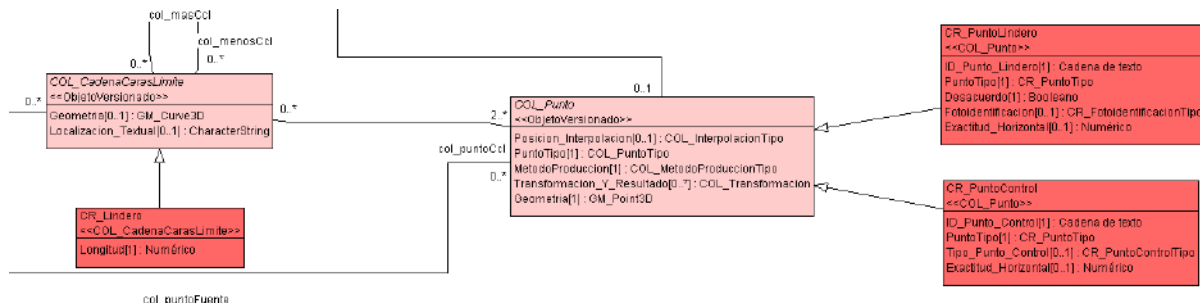 col_masCcl
col_menosCcl
0..*
0..*
COL_CadenaCarasLimite
<<ObjetoVersionado>>
Geometria[0..1] : GM_Curve3D
Localizacion_Textual[0..1] : CharacterString
0..*
0..*
CR_Lindero
<<COL_CadenaCarasLimite>>
Longitud[1] : Numérico
col_puntoFuente
0..1
2..*
col_puntoCcl
0..*
COL_Punto
<<ObjetoVersionado>>
Posicion_Interpolacion[0..1] : COL_InterpolacionTipo
PuntoTipo[1] : COL_PuntoTipo
MetodoProduccion[1] : COL_MetodoProduccionTipo
Transformacion_Y_Resultado[0..*] : COL_Transformacion
Geometria[1] : GM_Point3D
CR_PuntoLindero
<<COL_Punto>>
ID_Punto_Lindero[1] : Cadena de texto
PuntoTipo[1] : CR_PuntoTipo
Desacuerdo[1] : Booleano
Fotoidentificacion[0..1] : CR_FotoidentificacionTipo
Exactitud_Horizontal[0..1] : Numérico
CR_PuntoControl
<<COL_Punto>>
ID_Punto_Control[1] : Cadena de texto
PuntoTipo[1] : CR_PuntoTipo
Tipo_Punto_Control[0..1] : CR_PuntoControlTipo
Exactitud_Horizontal[0..1] : Numérico